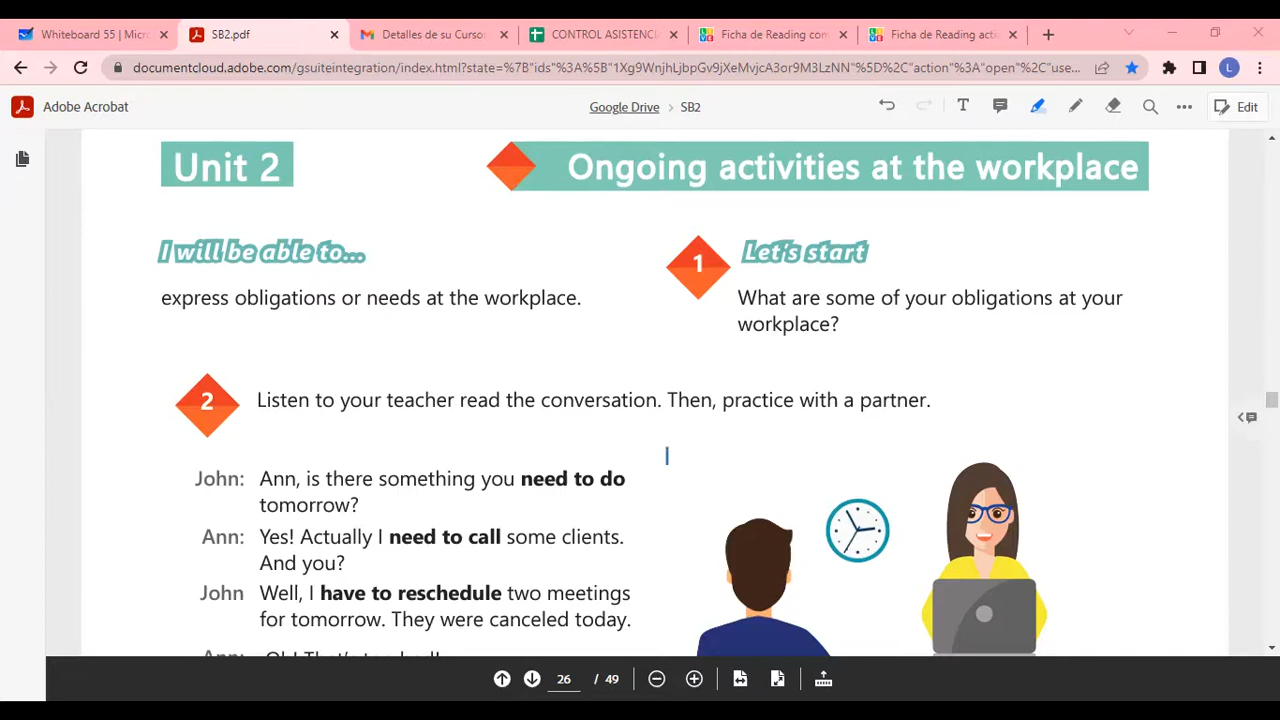 Whiteboard 55 | Micro
SB2.pdf
Detalles de su Curso
CONTROL ASISTENCIA
Ficha de Reading com
Ficha de Reading acti
documentcloud.adobe.com/gsuiteintegration/index.html?state=%7B"ids"%3A%5B"1Xg9WnjhLjbpGv9jXeMvjcA3or9M3LzNN"%5D%2C"action"%3A"open"%2C"use...
L
Adobe Acrobat
Google Drive > SB2
Edit
Unit 2
Ongoing activities at the workplace
I will be able to...
express obligations or needs at the workplace.
1
Let's start
What are some of your obligations at your
workplace?
2
Listen to your teacher read the conversation. Then, practice with a partner.
John: Ann, is there something you need to do
tomorrow?
Ann: Yes! Actually I need to call some clients.
And you?
John Well, I have to reschedule two meetings
for tomorrow. They were canceled today.
26 / 49